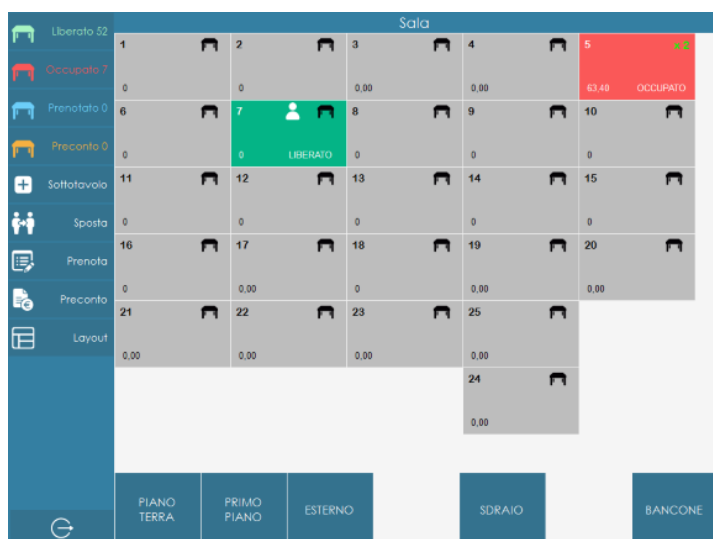 Sala
Liberato 52
Occupato 7
Prenotato 0
Preconto 0
Sottotavolo
Sposta
Prenota
Preconto
Layout
1
0
2
0
3
0,00
4
0,00
5 x 2
63,40 OCCUPATO
6
0
7
0 LIBERATO
8
0
9
0
10
0
11
0
12
0
13
0
14
0
15
0
16
0
17
0,00
18
0
19
0,00
20
0,00
21
0,00
22
0,00
23
0,00
25
0,00
24
0,00
PIANO
TERRA
PRIMO
PIANO
ESTERNO
SDRAIO
BANCONE